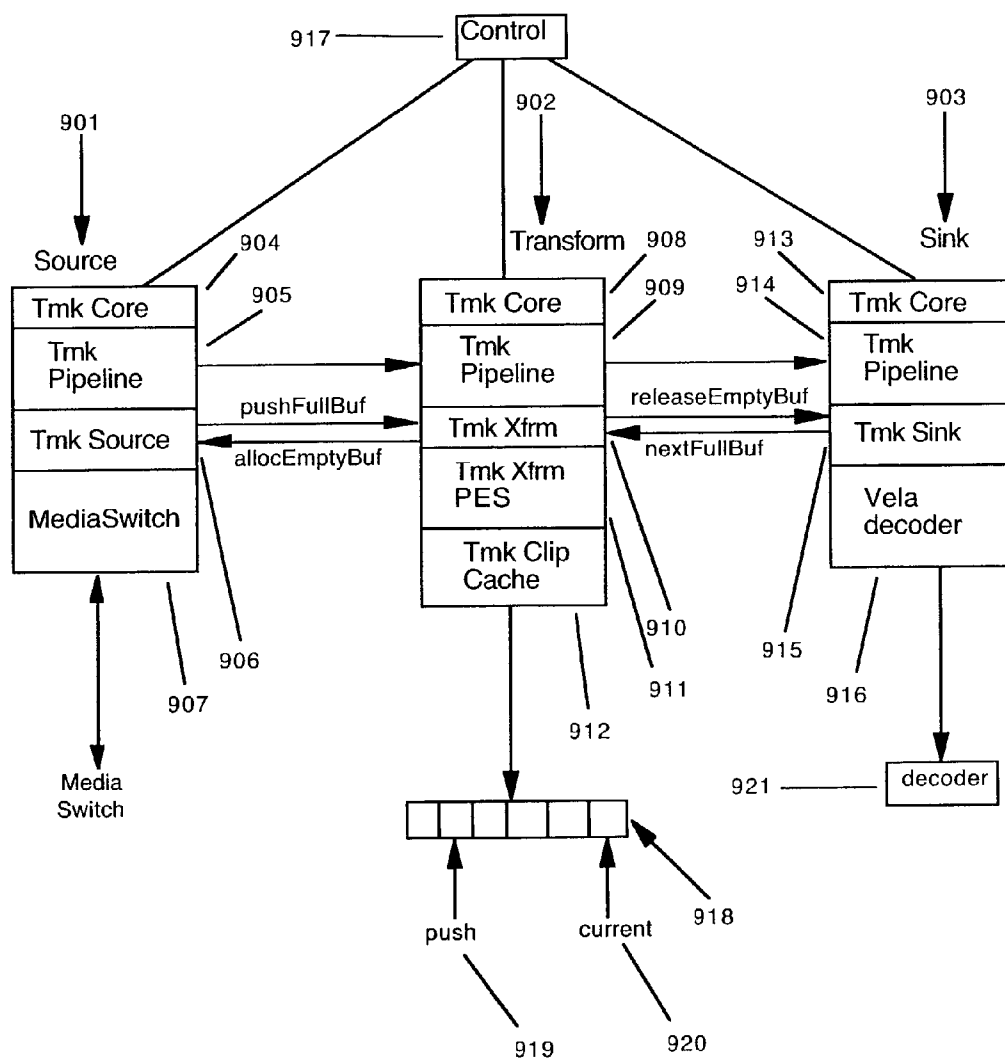 917
Control
901
902
903
Source
904
Transform
908
913
Sink
905
909
914
Tmk Core
Tmk
Pipeline
Tmk Source
MediaSwitch
pushFullBuf
allocEmptyBuf
Tmk Core
Tmk
Pipeline
Tmk Xfrm
Tmk Xfrm
PES
Tmk Clip
Cache
releaseEmptyBuf
nextFullBuf
Tmk Core
Tmk
Pipeline
Tmk Sink
Vela
decoder
906
907
910
911
912
915
916
Media
Switch
921
decoder
918
push
current
919
920